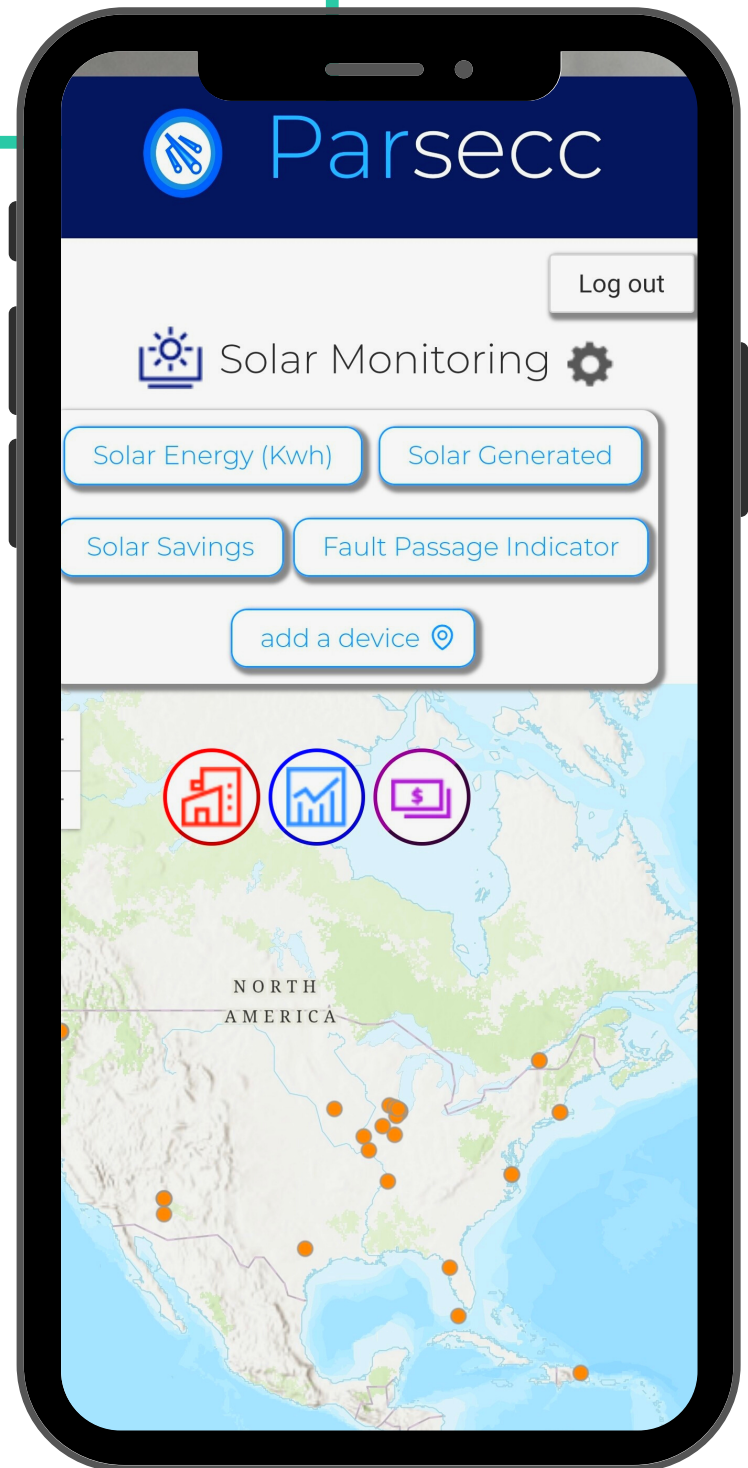 Parsecc
Log out
Solar Monitoring
Solar Energy (Kwh)
Solar Generated
Solar Savings
Fault Passage Indicator
add a device
$
NORTH
AMERICA